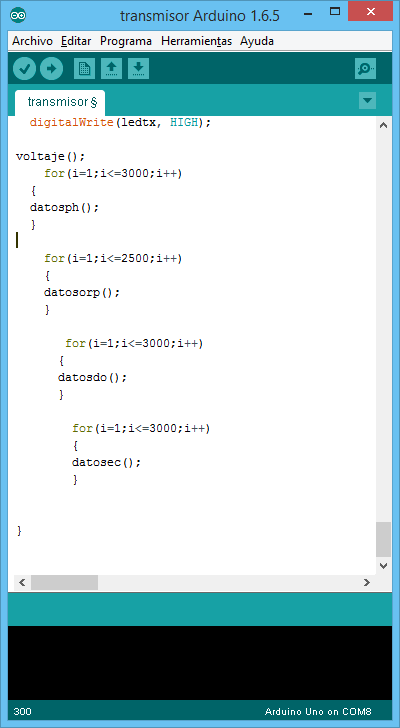 transmisor Arduino 1.6.5
Archivo Editar Programa Herramientas Ayuda
transmisor §
digitalWrite(ledtx, HIGH);
voltaje();
for(i=1;i<=3000;i++)
{
datosph();
}
for(i=1;i<=2500;i++)
{
datosorp();
}
for(i=1;i<=3000;i++)
{
datosdo();
}
for(i=1;i<=3000;i++)
{
datosec();
}
}
300 Arduino Uno on COM8